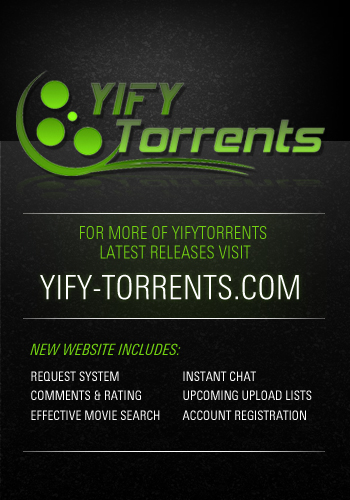 YIFY
Torrents
FOR MORE OF YIFYTORRENTS
LATEST RELEASES VISIT
YIFY-TORRENTS.COM
NEW WEBSITE INCLUDES:
REQUEST SYSTEM
COMMENTS & RATING
EFFECTIVE MOVIE SEARCH
INSTANT CHAT
UPCOMING UPLOAD LISTS
ACCOUNT REGISTRATION